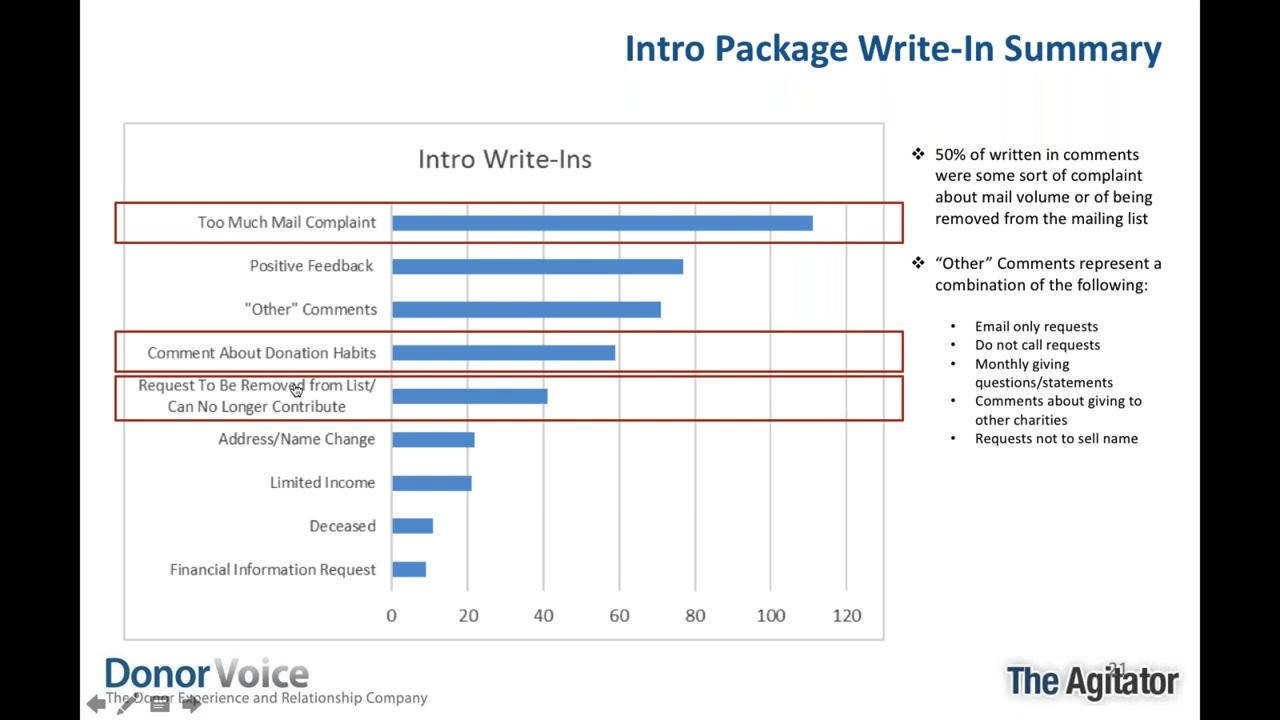 Intro Package Write-In Summary
Intro Write-Ins
Too Much Mail Complaint
Positive Feedback
"Other" Comments
Comment About Donation Habits
Request To Be Removed from List/
Can No Longer Contribute
Address/Name Change
Limited Income
Deceased
Financial Information Request
0 20 40 60 80 100 120
❖ 50% of written in comments
were some sort of complaint
about mail volume or of being
removed from the mailing list
❖ “Other” Comments represent a
combination of the following:
• Email only requests
• Do not call requests
• Monthly giving
questions/statements
• Comments about giving to
other charities
• Requests not to sell name
DonorVoice
The Donor Experience and Relationship Company
The Agitator
21